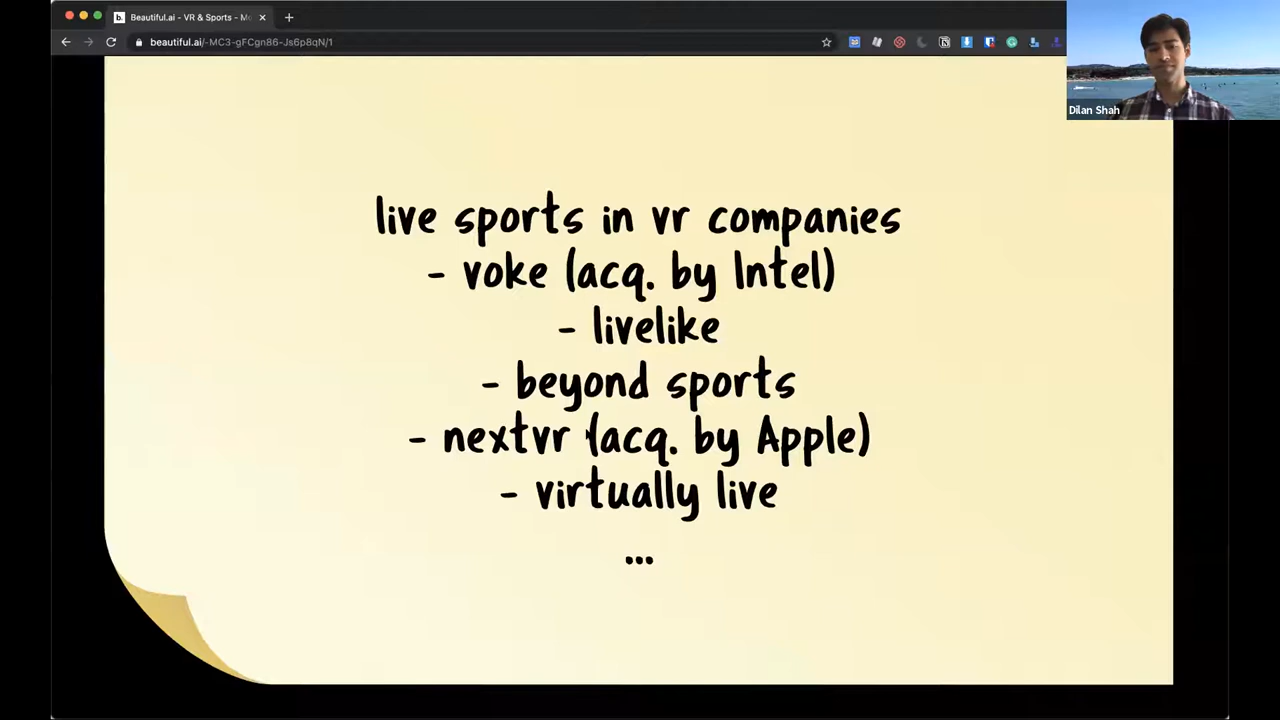 b. Beautiful.ai - VR & Sports - Mo
beautiful.ai/-MC3-gFCgn86-Js6p8qN/1
Dilan Shah
live sports in vr companies
- voke (acq. by Intel)
- livelike
- beyond sports
- nextvr (acq. by Apple)
- virtually live
...